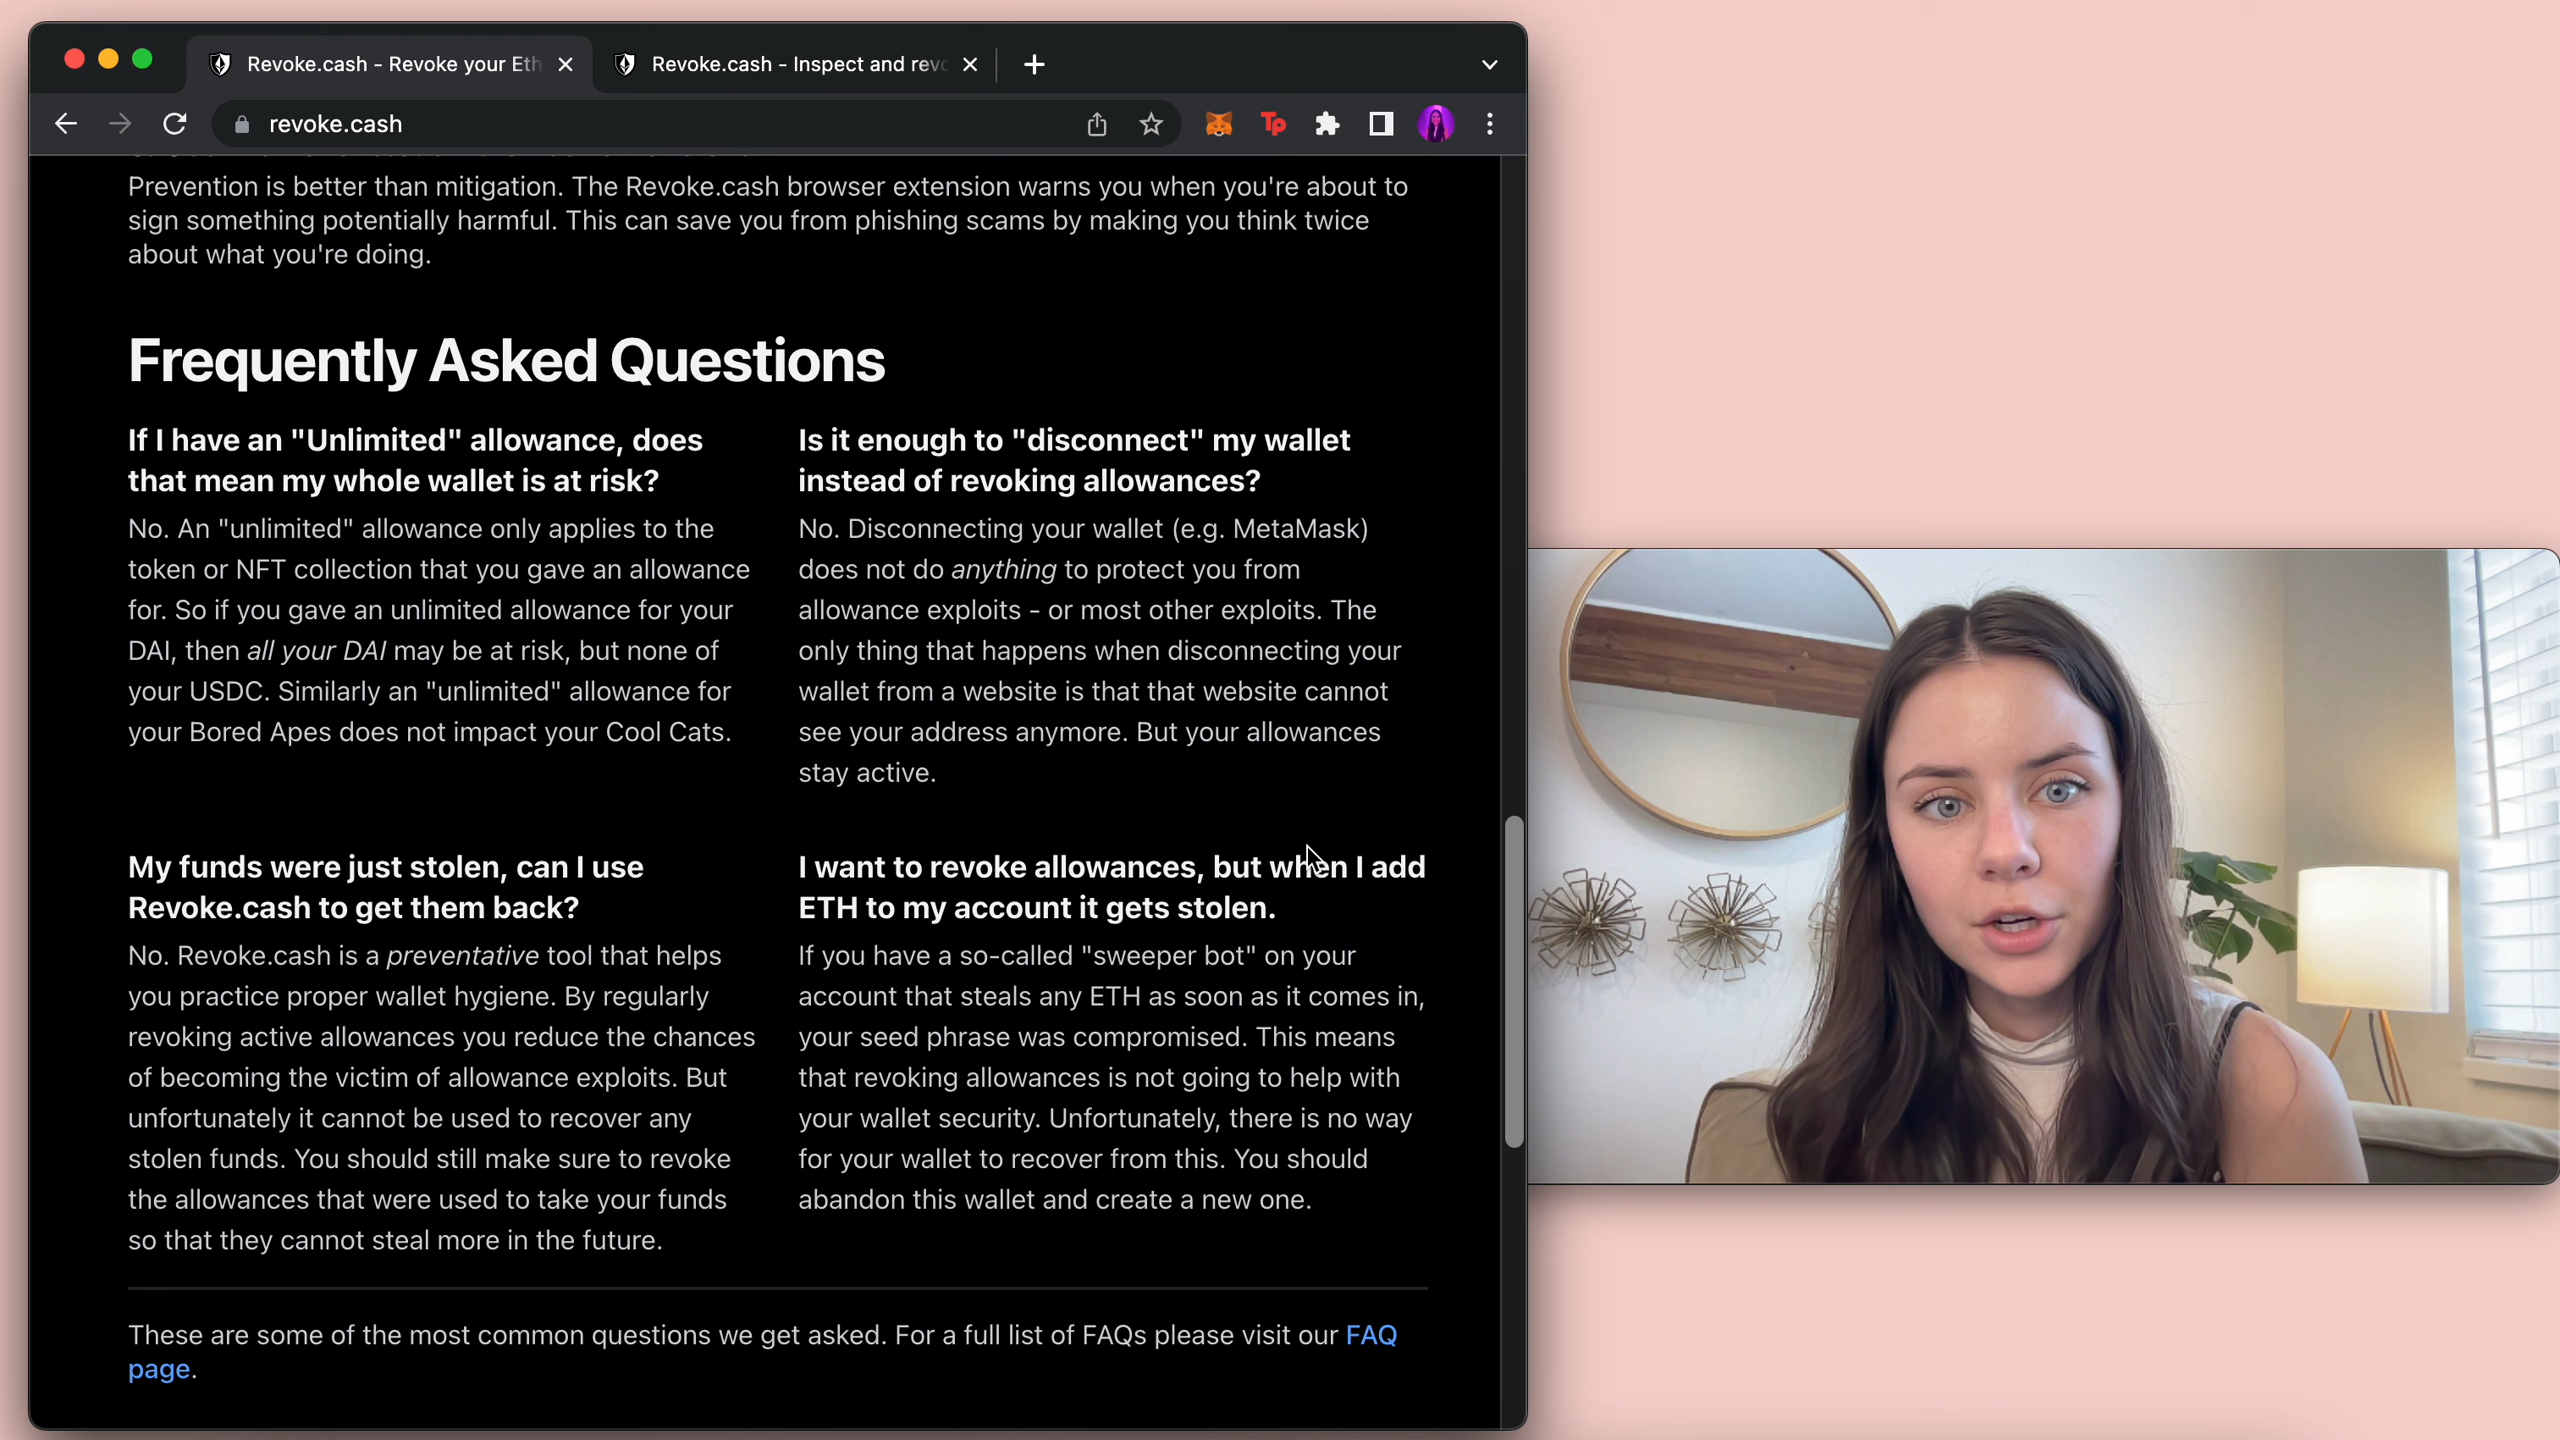 Revoke.cash - Revoke your Eth
Revoke.cash - Inspect and revo
revoke.cash
Tp
Prevention is better than mitigation. The Revoke.cash browser extension warns you when you're about to
sign something potentially harmful. This can save you from phishing scams by making you think twice
about what you're doing.
Frequently Asked Questions
If I have an "Unlimited" allowance, does
that mean my whole wallet is at risk?
No. An "unlimited" allowance only applies to the
token or NFT collection that you gave an allowance
for. So if you gave an unlimited allowance for your
DAI, then all your DAI may be at risk, but none of
your USDC. Similarly an "unlimited" allowance for
your Bored Apes does not impact your Cool Cats.
Is it enough to "disconnect" my wallet
instead of revoking allowances?
No. Disconnecting your wallet (e.g. MetaMask)
does not do anything to protect you from
allowance exploits - or most other exploits. The
only thing that happens when disconnecting your
wallet from a website is that that website cannot
see your address anymore. But your allowances
stay active.
My funds were just stolen, can I use
Revoke.cash to get them back?
No. Revoke.cash is a preventative tool that helps
you practice proper wallet hygiene. By regularly
revoking active allowances you reduce the chances
of becoming the victim of allowance exploits. But
unfortunately it cannot be used to recover any
stolen funds. You should still make sure to revoke
the allowances that were used to take your funds
so that they cannot steal more in the future.
I want to revoke allowances, but when I add
ETH to my account it gets stolen.
If you have a so-called "sweeper bot" on your
account that steals any ETH as soon as it comes in,
your seed phrase was compromised. This means
that revoking allowances is not going to help with
your wallet security. Unfortunately, there is no way
for your wallet to recover from this. You should
abandon this wallet and create a new one.
These are some of the most common questions we get asked. For a full list of FAQs please visit our FAQ
page.